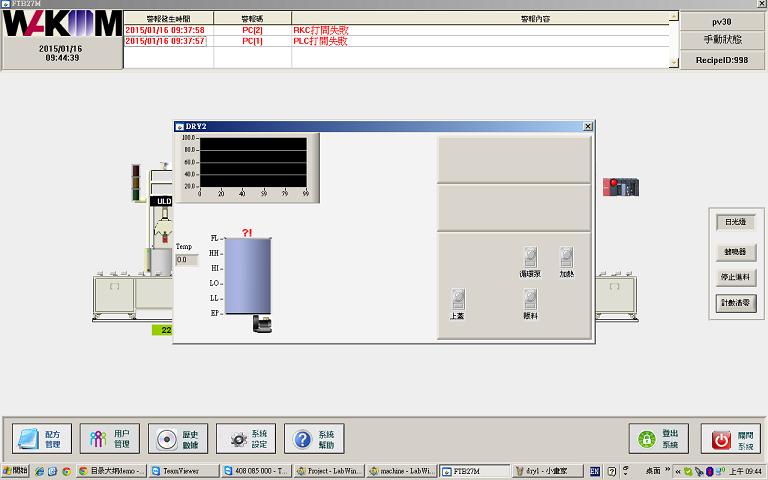 FTB27M
WAKOM
2015/01/16
09:44:39
警報發生時間 警報碼 警報內容
2015/01/16 09:37:58 PC(2) RKC打開失敗
2015/01/16 09:37:57 PC(1) PLC打開失敗
pv30
手動狀態
RecipeID:998
DRY2
100.0
80.0
60.0
40.0
20.0
0 20 40 59 79 99
ULD
?!
Temp
0.0
FL
HH
HI
LO
LL
EP
循環泵 加熱
上蓋
22
日光燈
蜂鳴器
停止進料
計數清零
配方
管理
用戶
管理
歷史
數據
系統
設定
系統
幫助
登出
系統
關閉
系統
開始 目录大纲demo -... TeamViewer 408 085 000 - T... Project - LabWin... machine - LabWi... FTB27M dry1 - 小畫家 EN 桌面 » 上午 09:44